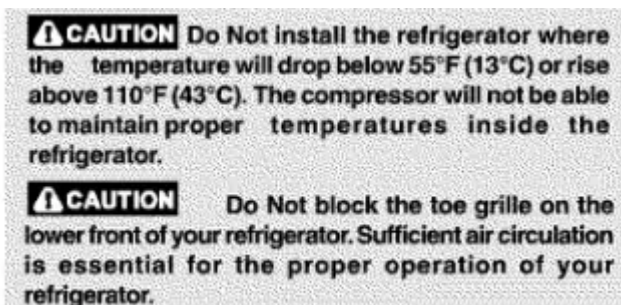 CAUTION Do Not install the refrigerator where
the temperature will drop below 55°F (13°C) or rise
above 110°F (43°C). The compressor will not be able
to maintain proper temperatures inside the
refrigerator.
CAUTION Do Not block the toe grille on the
lower front of your refrigerator. Sufficient air circulation
is essential for the proper operation of your
refrigerator.